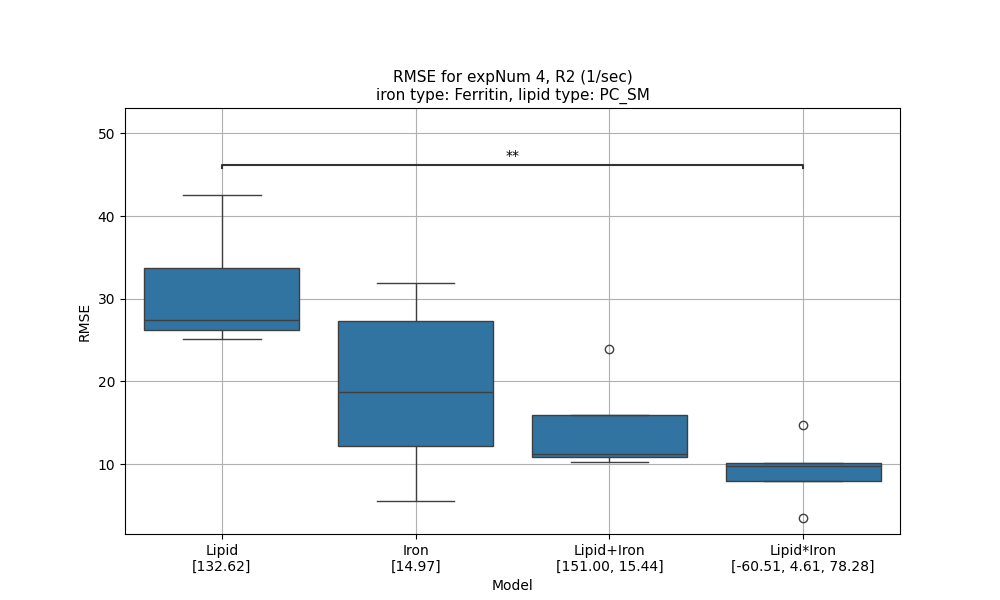 RMSE for expNum 4, R2 (1/sec)
iron type: Ferritin, lipid type: PC_SM
50
**
40
30
RMSE
20
10
Lipid Iron Lipid+Iron Lipid*Iron
[132.62] [14.97] [151.00, 15.44] [-60.51, 4.61, 78.28]
Model